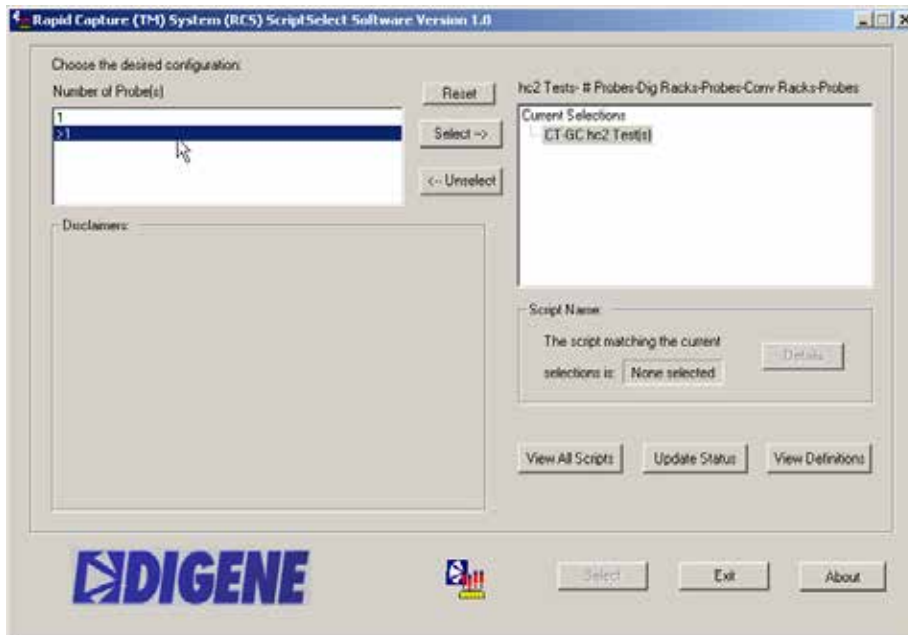 Rapid Capture (TM) System (RCS) ScriptSelect Software Version 1.0
Choose the desired configuration:
Number of Probe(s)
1
>1
Reset
Select ->
<- Unselect
hc2 Tests- # Probes-Dig Racks-Probes-Conv Racks-Probes
Current Selections
CT-GC hc2 Test(s)
Disclaimers:
Script Name:
The script matching the current
selections is: None selected
Details
View All Scripts
Update Status
View Definitions
DIGENE
Select
Exit
About